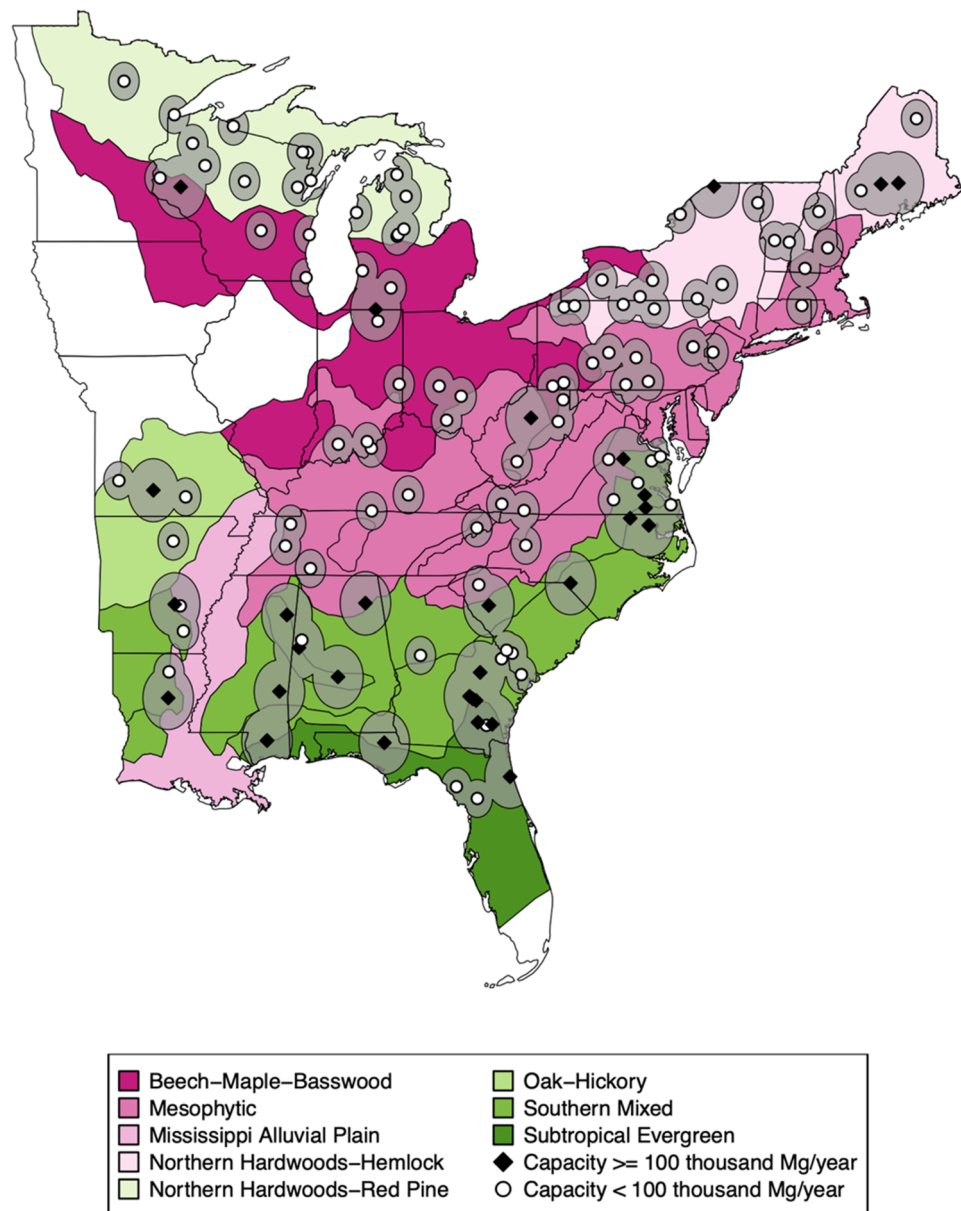 Beech−Maple−Basswood
Mesophytic
Mississippi Alluvial Plain
Northern Hardwoods−Hemlock
Northern Hardwoods−Red Pine
Oak−Hickory
Southern Mixed
Subtropical Evergreen
Capacity >= 100 thousand Mg/year
Capacity < 100 thousand Mg/year